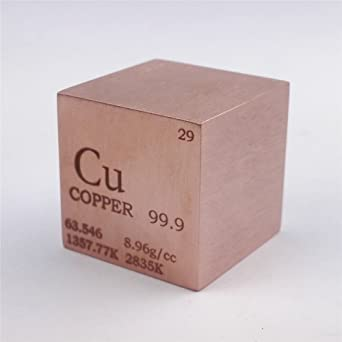 29
Cu
COPPER 99.9
63.546 8.96g/cc
1357.77K 2835K